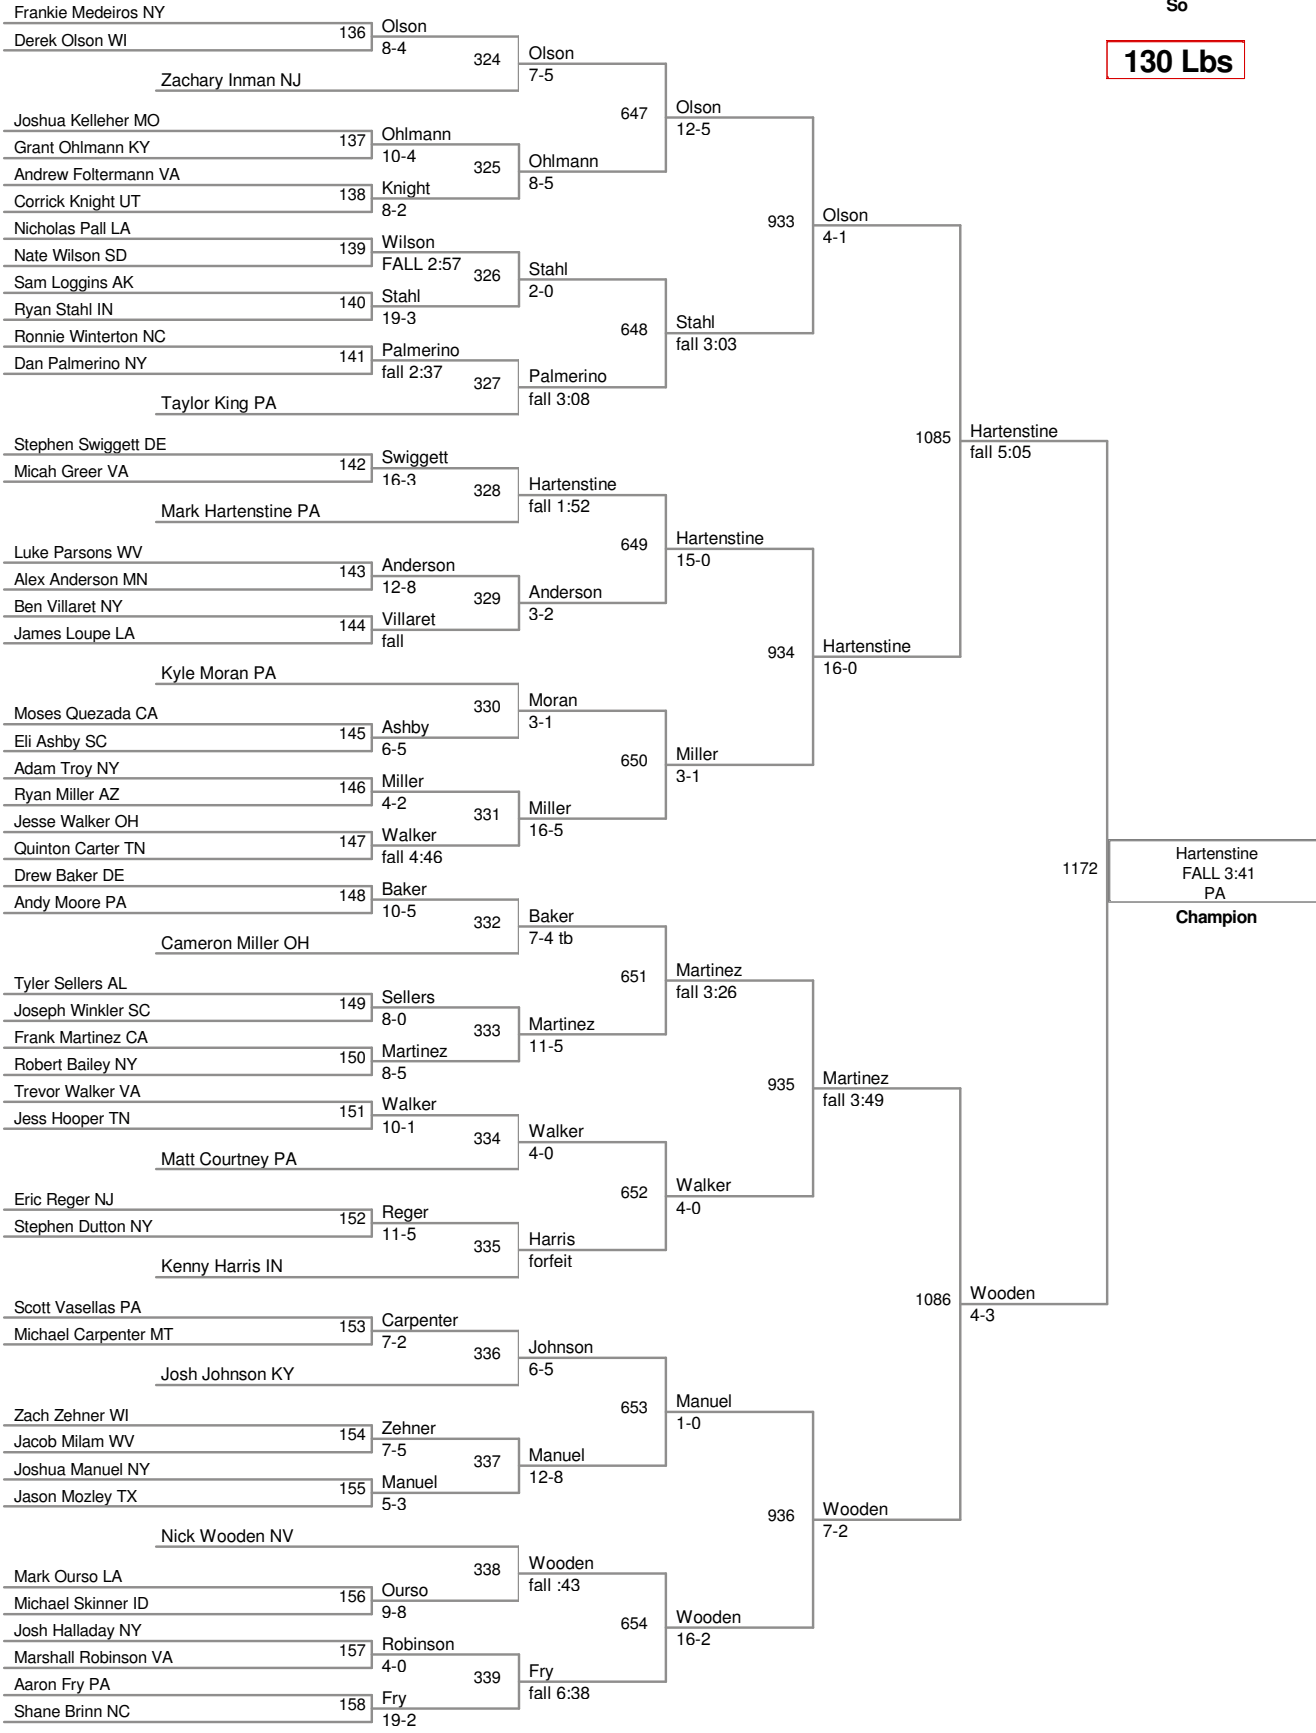 So
130 Lbs
Frankie Medeiros NY
136
Olson
Derek Olson WI
8-4
324
Olson
7-5
Zachary Inman NJ
647
Olson
12-5
Joshua Kelleher MO
137
Ohlmann
Grant Ohlmann KY
10-4
325
Ohlmann
8-5
Andrew Foltermann VA
138
Knight
Corrick Knight UT
8-2
933
Olson
4-1
Nicholas Pall LA
139
Wilson
Nate Wilson SD
FALL 2:57
326
Stahl
2-0
Sam Loggins AK
140
Stahl
Ryan Stahl IN
19-3
648
Stahl
fall 3:03
Ronnie Winterton NC
141
Palmerino
Dan Palmerino NY
fall 2:37
327
Palmerino
fall 3:08
Taylor King PA
1085
Hartenstine
fall 5:05
Stephen Swiggett DE
142
Swiggett
Micah Greer VA
16-3
328
Hartenstine
fall 1:52
Mark Hartenstine PA
649
Hartenstine
15-0
Luke Parsons WV
143
Anderson
Alex Anderson MN
12-8
329
Anderson
3-2
Ben Villaret NY
144
Villaret
James Loupe LA
fall
934
Hartenstine
16-0
Kyle Moran PA
330
Moran
3-1
Moses Quezada CA
145
Ashby
Eli Ashby SC
6-5
650
Miller
3-1
Adam Troy NY
146
Miller
Ryan Miller AZ
4-2
331
Miller
16-5
Jesse Walker OH
147
Walker
Quinton Carter TN
fall 4:46
1172
Hartenstine
FALL 3:41
PA
Champion
Drew Baker DE
148
Baker
Andy Moore PA
10-5
332
Baker
7-4 tb
Cameron Miller OH
651
Martinez
fall 3:26
Tyler Sellers AL
149
Sellers
Joseph Winkler SC
8-0
333
Martinez
11-5
Frank Martinez CA
150
Martinez
Robert Bailey NY
8-5
935
Martinez
fall 3:49
Trevor Walker VA
151
Walker
Jess Hooper TN
10-1
334
Walker
4-0
Matt Courtney PA
652
Walker
4-0
Eric Reger NJ
152
Reger
Stephen Dutton NY
11-5
335
Harris
forfeit
Kenny Harris IN
1086
Wooden
4-3
Scott Vasellas PA
153
Carpenter
Michael Carpenter MT
7-2
336
Johnson
6-5
Josh Johnson KY
653
Manuel
1-0
Zach Zehner WI
154
Zehner
Jacob Milam WV
7-5
337
Manuel
12-8
Joshua Manuel NY
155
Manuel
Jason Mozley TX
5-3
936
Wooden
7-2
Nick Wooden NV
338
Wooden
fall :43
Mark Ourso LA
156
Ourso
Michael Skinner ID
9-8
654
Wooden
16-2
Josh Halladay NY
157
Robinson
Marshall Robinson VA
4-0
339
Fry
fall 6:38
Aaron Fry PA
158
Fry
Shane Brinn NC
19-2